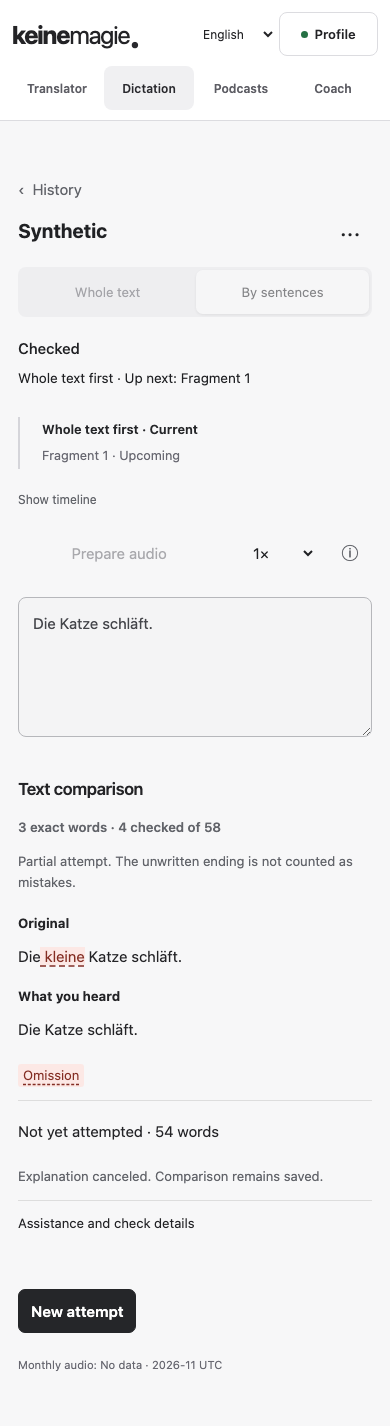 keinemagie.
English
Profile
Translator Dictation Podcasts Coach
‹ History
Synthetic
...
Whole text By sentences
Checked
Whole text first · Up next: Fragment 1
Whole text first · Current
Fragment 1 · Upcoming
Show timeline
Prepare audio 1× ⓘ
Die Katze schläft.
Text comparison
3 exact words · 4 checked of 58
Partial attempt. The unwritten ending is not counted as
mistakes.
Original
Die kleine Katze schläft.
What you heard
Die Katze schläft.
Omission
Not yet attempted · 54 words
Explanation canceled. Comparison remains saved.
Assistance and check details
New attempt
Monthly audio: No data · 2026-11 UTC